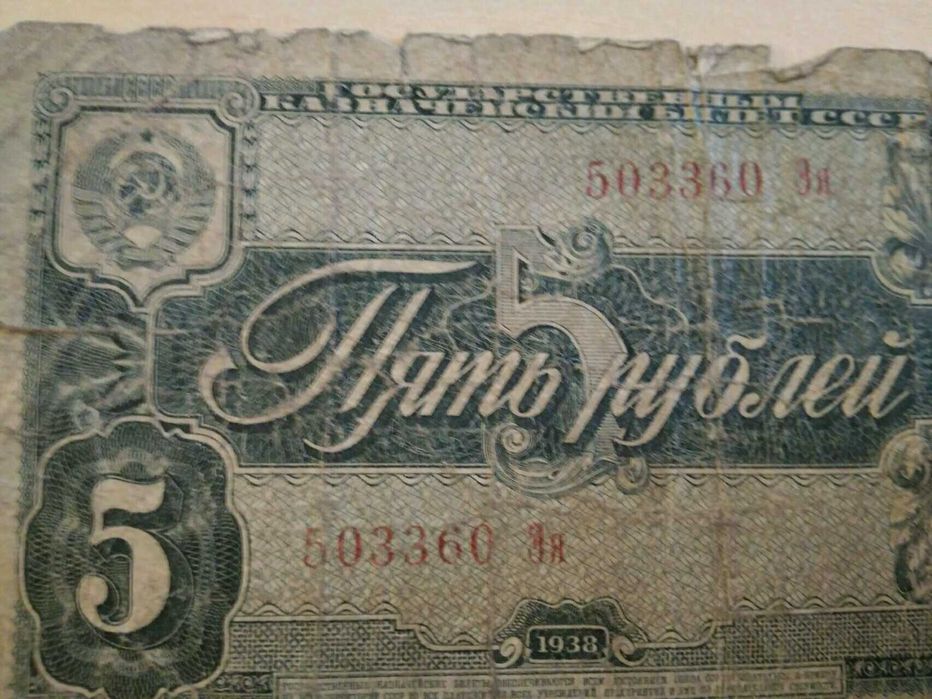 ГОСУДАРСТВЕННЫЙ
КАЗНАЧЕЙСКИЙ БИЛЕТ СССР
503360 Эя
5
Пять рублей
5
503360 Эя
1938